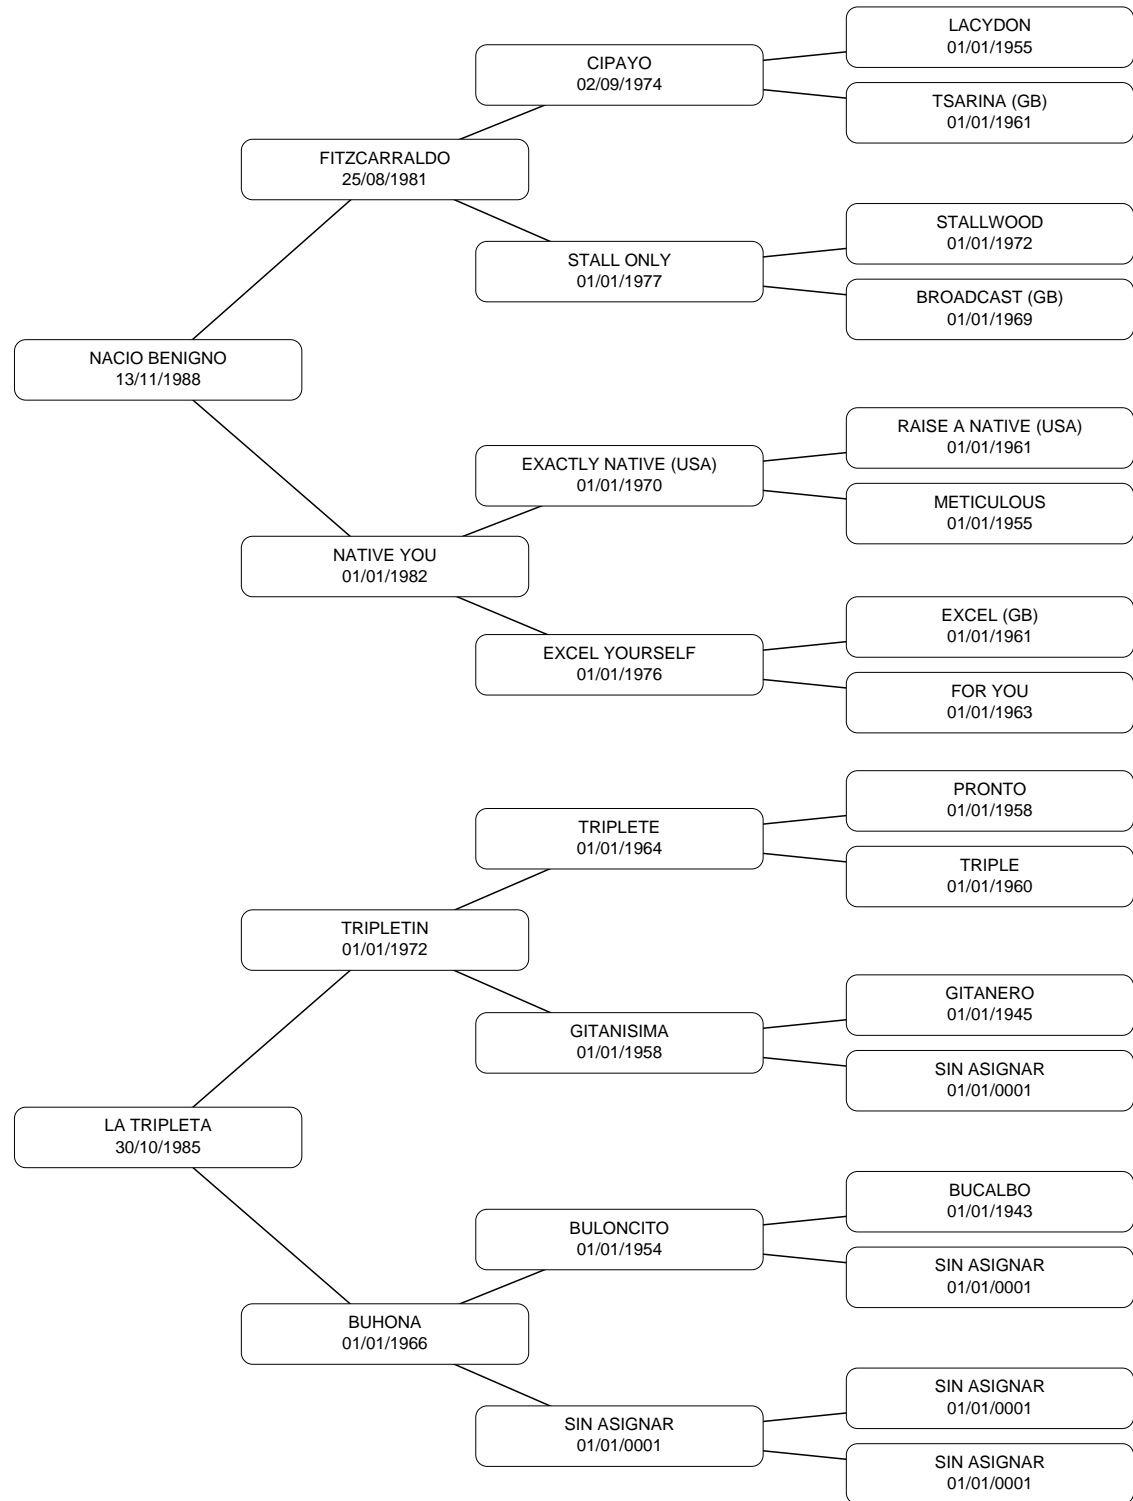 LACYDON
01/01/1955
CIPAYO
02/09/1974
TSARINA (GB)
01/01/1961
FITZCARRALDO
25/08/1981
STALLWOOD
01/01/1972
STALL ONLY
01/01/1977
BROADCAST (GB)
01/01/1969
NACIO BENIGNO
13/11/1988
RAISE A NATIVE (USA)
01/01/1961
EXACTLY NATIVE (USA)
01/01/1970
METICULOUS
01/01/1955
NATIVE YOU
01/01/1982
EXCEL (GB)
01/01/1961
EXCEL YOURSELF
01/01/1976
FOR YOU
01/01/1963
PRONTO
01/01/1958
TRIPLETE
01/01/1964
TRIPLE
01/01/1960
TRIPLETIN
01/01/1972
GITANERO
01/01/1945
GITANISIMA
01/01/1958
SIN ASIGNAR
01/01/0001
LA TRIPLETA
30/10/1985
BUCALBO
01/01/1943
BULONCITO
01/01/1954
SIN ASIGNAR
01/01/0001
BUHONA
01/01/1966
SIN ASIGNAR
01/01/0001
SIN ASIGNAR
01/01/0001
SIN ASIGNAR
01/01/0001